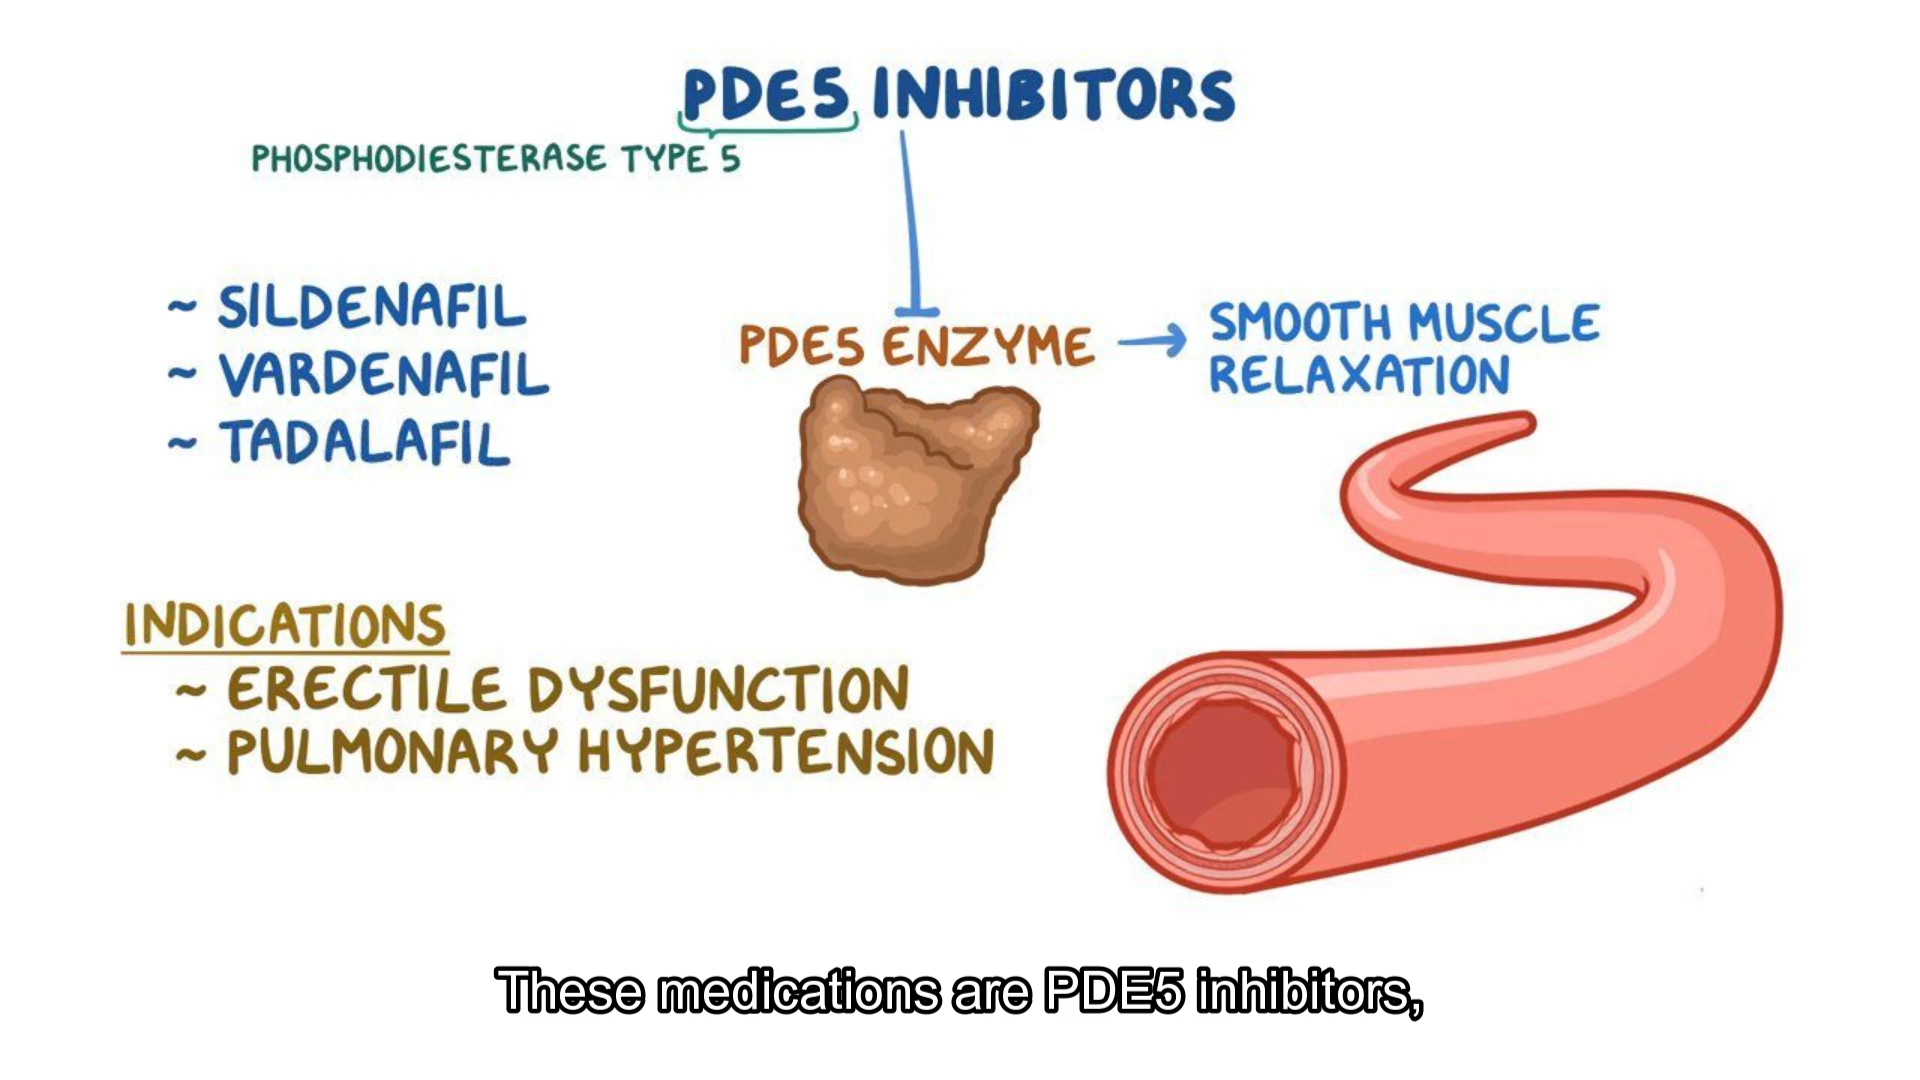 PDE5 INHIBITORS
PHOSPHODIESTERASE TYPE 5
~ SILDENAFIL
~ VARDENAFIL
~ TADALAFIL
PDE5 ENZYME →
SMOOTH MUSCLE
RELAXATION
INDICATIONS
~ ERECTILE DYSFUNCTION
~ PULMONARY HYPERTENSION
These medications are PDE5 inhibitors,